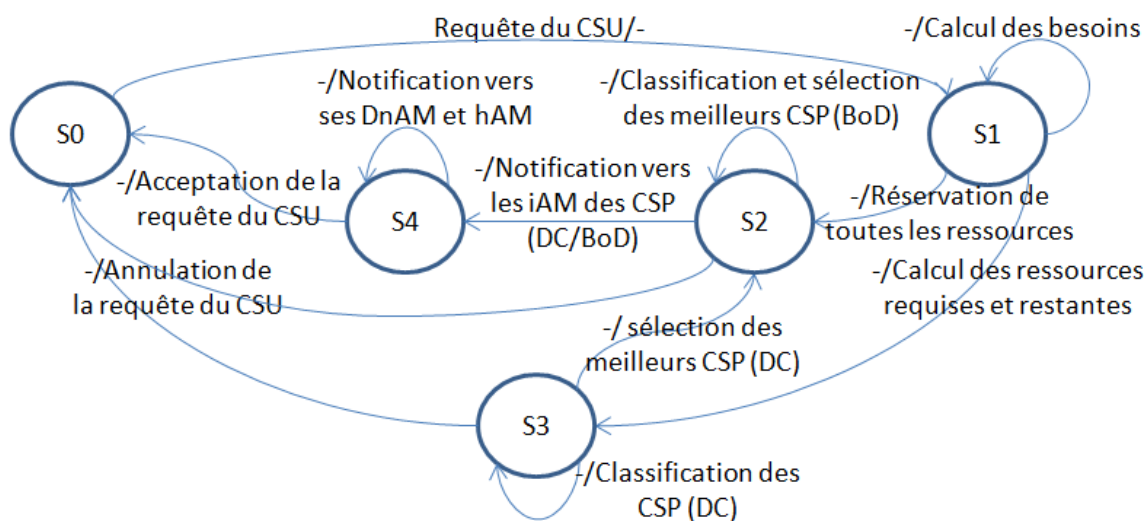 Requête du CSU/-
-/Calcul des besoins
-/Notification vers
ses DnAM et hAM
-/Classification et sélection
des meilleurs CSP (BoD)
S0
S1
-/Acceptation de la
requête du CSU
S4
-/Notification vers
les iAM des CSP
(DC/BoD)
S2
-/Réservation de
toutes les ressources
-/Annulation de
la requête du CSU
-/Calcul des ressources
requises et restantes
-/ sélection des
meilleurs CSP (DC)
S3
-/Classification des
CSP (DC)